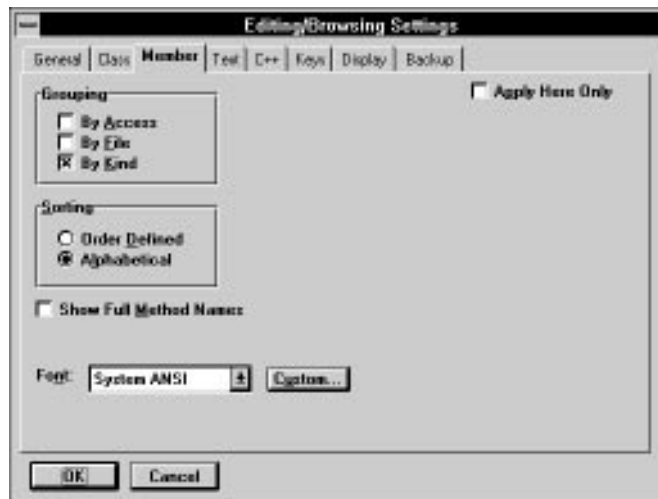 Editing/Browsing Settings
General Class Member Text C++ Keys Display Backup
Grouping
Apply Here Only
By Access
By File
By Kind
Sorting
Order Defined
Alphabetical
Show Full Method Names
Font: System ANSI Custom...
OK Cancel